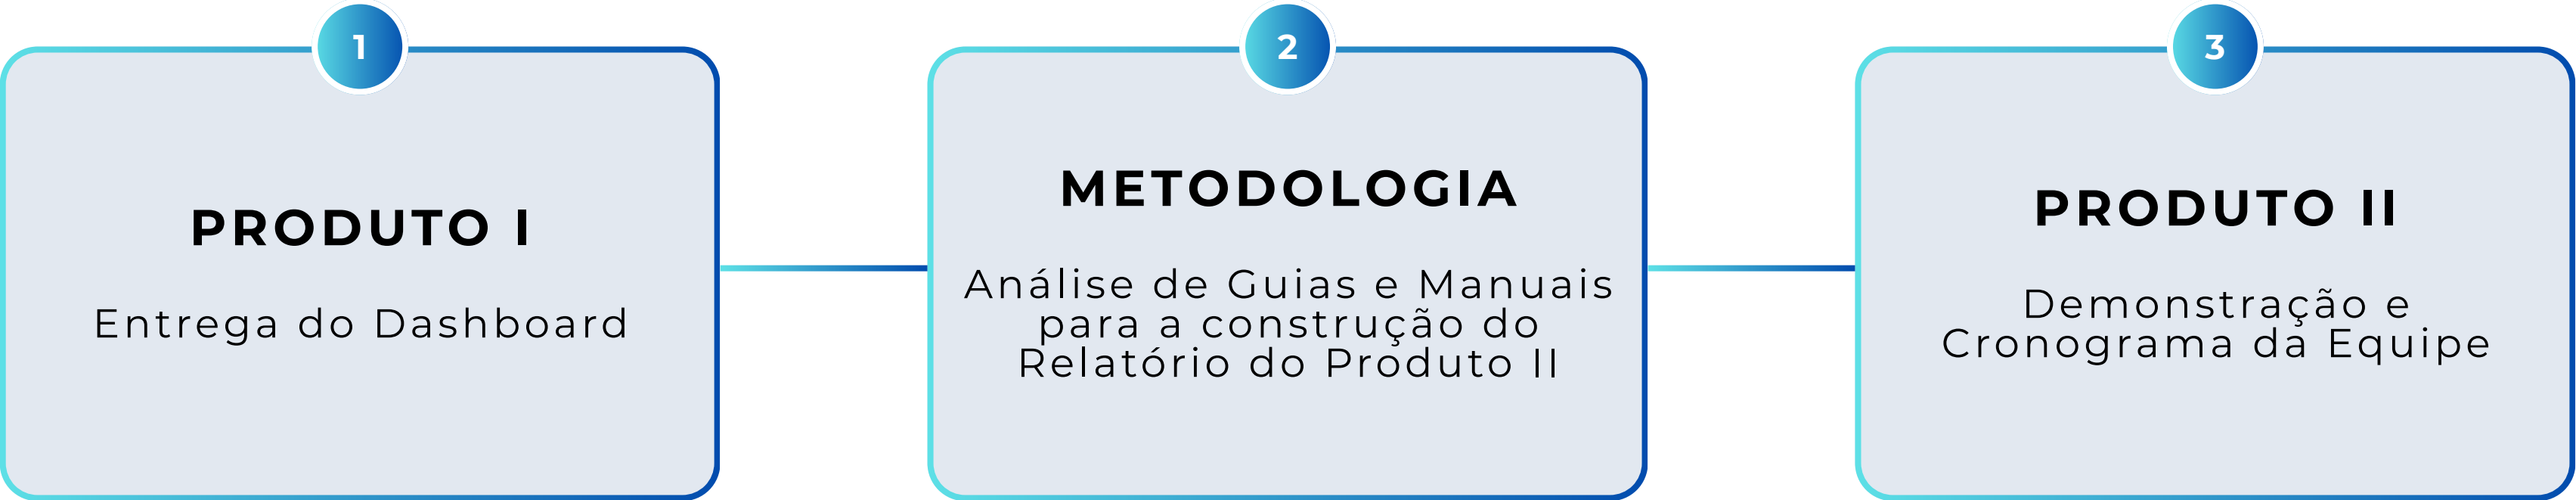 1
PRODUTO I
Entrega do Dashboard
2
METODOLOGIA
Análise de Guias e Manuais
para a construção do
Relatório do Produto II
3
PRODUTO II
Demonstração e
Cronograma da Equipe